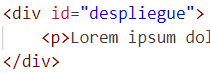 <div id="despliegue">
<p>Lorem ipsum dol
</div>